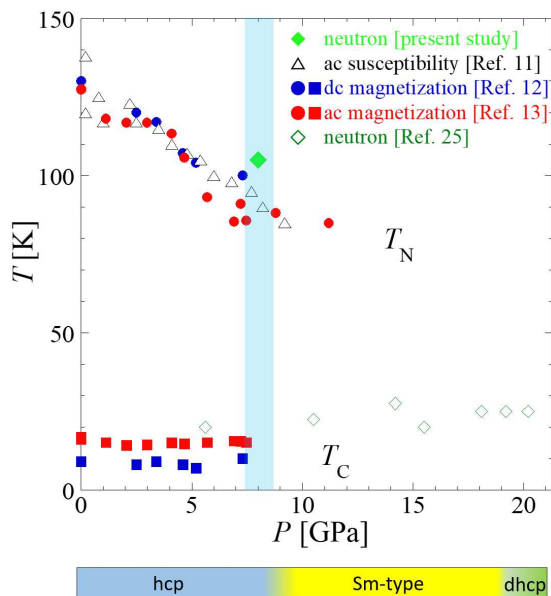 150
100
50
0
T [K]
neutron [present study]
ac susceptibility [Ref. 11]
dc magnetization [Ref. 12]
ac magnetization [Ref. 13]
neutron [Ref. 25]
T_N
T_C
0 5 10 15 20
P [GPa]
hcp Sm-type dhcp